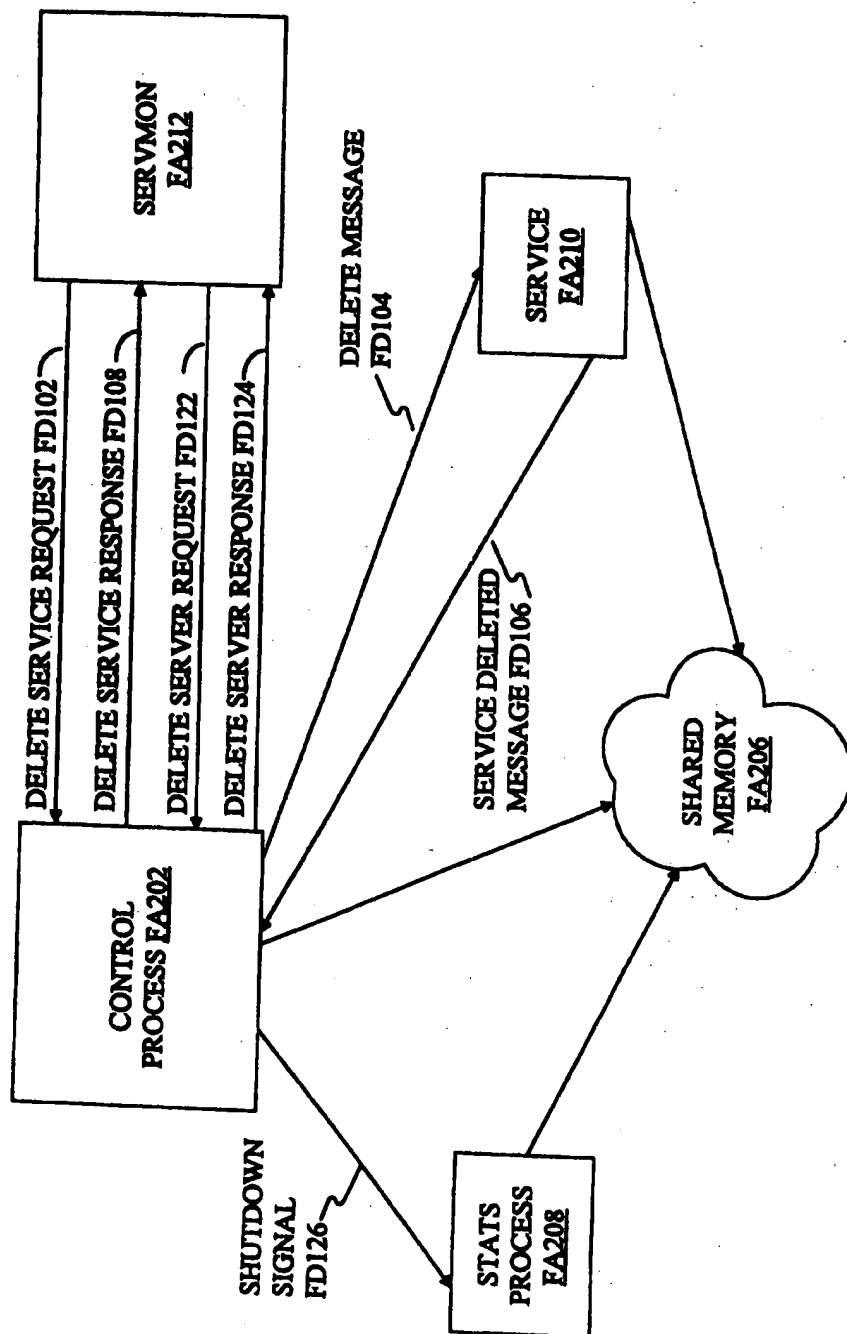 CONTROL
PROCESS FA202
SERVMON
FA212
DELETE SERVICE REQUEST FD102
DELETE SERVICE RESPONSE FD108
DELETE SERVER REQUEST FD122
DELETE SERVER RESPONSE FD124
SHUTDOWN
SIGNAL
FD126
DELETE MESSAGE
FD104
SERVICE DELETED
MESSAGE FD106
STATS
PROCESS
FA208
SHARED
MEMORY
FA206
SERVICE
FA210